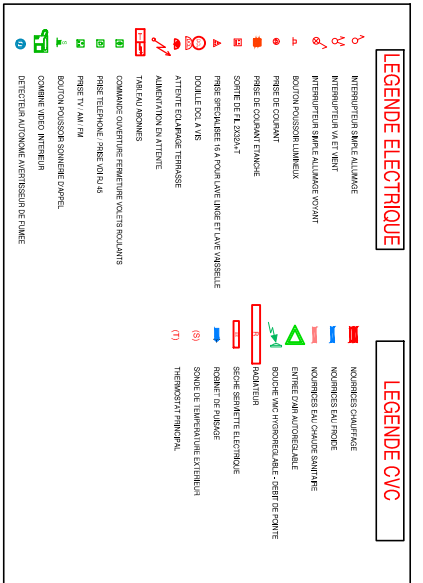 LEGENDE ELECTRIQUE
INTERRUPTEUR SIMPLE ALLUMAGE
INTERRUPTEUR VA ET VIENT
INTERRUPTEUR SIMPLE ALLUMAGE VOYANT
BOUTON POUSSOIR LUMINEUX
PRISE DE COURANT
PRISE DE COURANT ETANCHE
SORTIE DE FIL 2X32A+T
PRISE SPECIALISEE 16 A POUR LAVE LINGE ET LAVE VAISSELLE
DOUILLE DCL A VIS
ATTENTE ECLAIRAGE TERRASSE
ALIMENTATION EN ATTENTE
TABLEAU ABONNES
COMMANDE OUVERTURE FERMETURE VOLETS ROULANTS
PRISE TELEPHONE / PRISE VDI RJ 45
PRISE TV / AM / FM
BOUTON POUSSOIR SONNERIE D'APPEL
COMBINE VIDEO INTERIEUR
DETECTEUR AUTONOME AVERTISSEUR DE FUMEE
LEGENDE CVC
NOURRICES CHAUFFAGE
NOURRICES EAU FROIDE
NOURRICES EAU CHAUDE SANITAIRE
ENTREE D'AIR AUTOREGLABLE
BOUCHE VMC HYGROREGLABLE - DEBIT DE POINTE
R RADIATEUR
SECHE SERVIETTE ELECTRIQUE
ROBINET DE PUISAGE
(S) SONDE DE TEMPERATURE EXTERIEUR
(T) THERMOSTAT PRINCIPAL